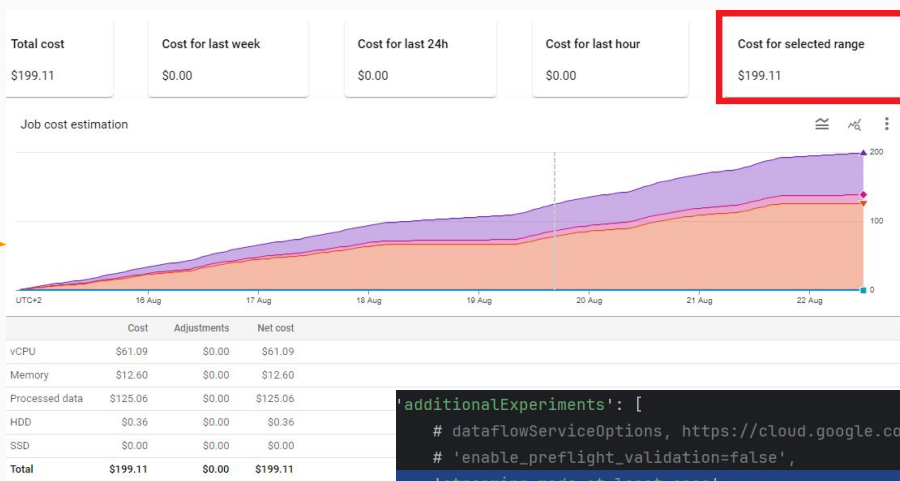 Total cost
Cost for last week
Cost for last 24h
Cost for last hour
Cost for selected range
$199.11
$0.00
$0.00
$0.00
$199.11
Job cost estimation
200
100
0
UTC+2 16 Aug 17 Aug 18 Aug 19 Aug 20 Aug 21 Aug 22 Aug
Cost Adjustments Net cost
vCPU $61.09 $0.00 $61.09
Memory $12.60 $0.00 $12.60
Processed data $125.06 $0.00 $125.06
HDD $0.36 $0.00 $0.36
SSD $0.00 $0.00 $0.00
Total $199.11 $0.00 $199.11
'additionalExperiments': [
# dataflowServiceOptions, https://cloud.google.co
# 'enable_preflight_validation=false',